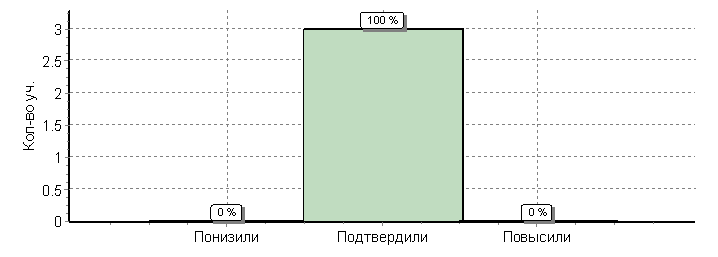 100 %
3
2.5
2
1.5
1
0.5
0
Кол-во уч.
0 %
0 %
Понизили
Подтвердили
Повысили